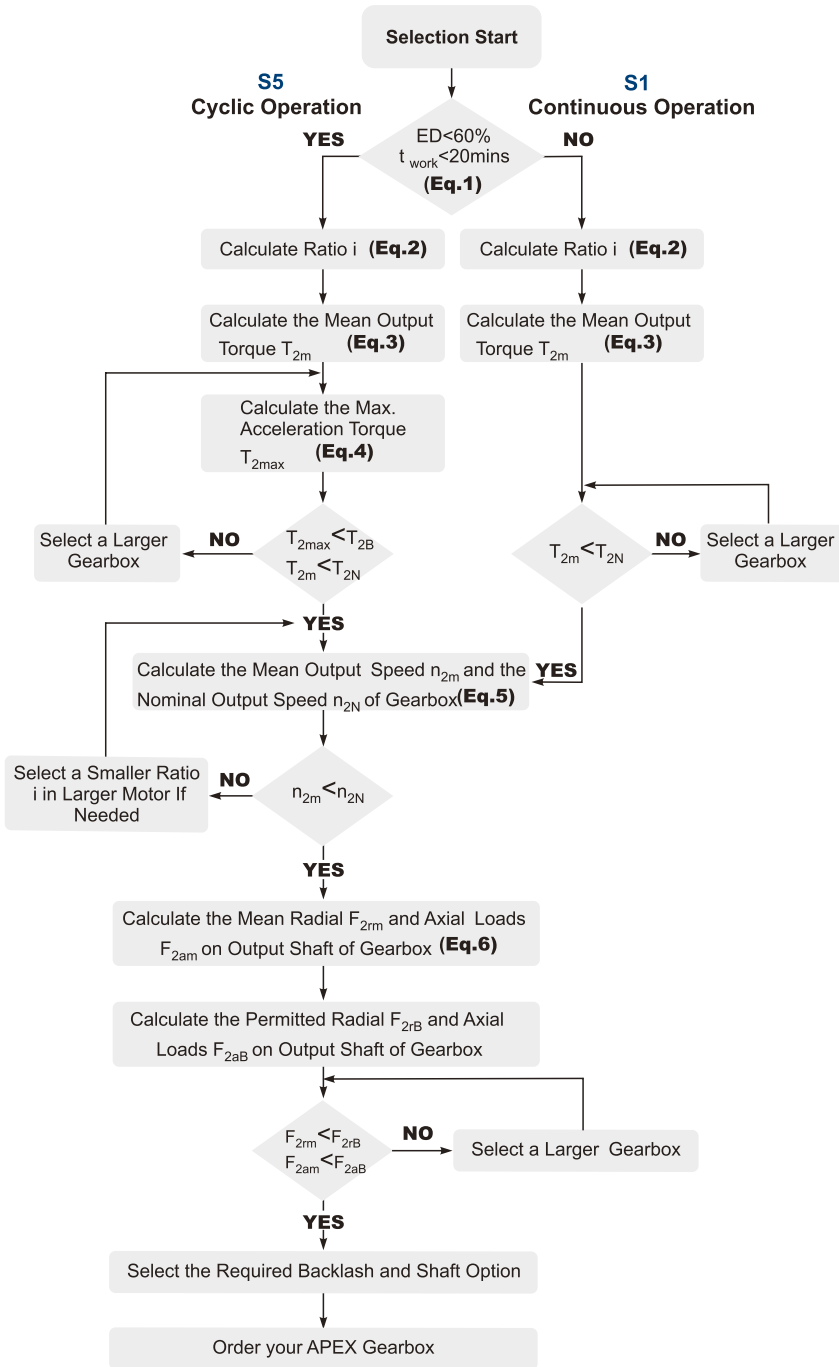 Selection Start
S5
Cyclic Operation
S1
Continuous Operation
YES
ED<60%
t work<20mins
(Eq.1)
NO
Calculate Ratio i (Eq.2)
Calculate Ratio i (Eq.2)
Calculate the Mean Output
Torque T2m (Eq.3)
Calculate the Mean Output
Torque T2m (Eq.3)
Calculate the Max.
Acceleration Torque
T2max (Eq.4)
Select a Larger
Gearbox
NO
T2max<T2B
T2m<T2N
T2m<T2N
NO
Select a Larger
Gearbox
YES
Calculate the Mean Output Speed n2m and the
Nominal Output Speed n2N of Gearbox(Eq.5)
YES
Select a Smaller Ratio
i in Larger Motor If
Needed
NO
n2m<n2N
YES
Calculate the Mean Radial F2rm and Axial Loads
F2am on Output Shaft of Gearbox (Eq.6)
Calculate the Permitted Radial F2rB and Axial
Loads F2aB on Output Shaft of Gearbox
F2rm<F2rB
F2am<F2aB
NO
Select a Larger Gearbox
YES
Select the Required Backlash and Shaft Option
Order your APEX Gearbox